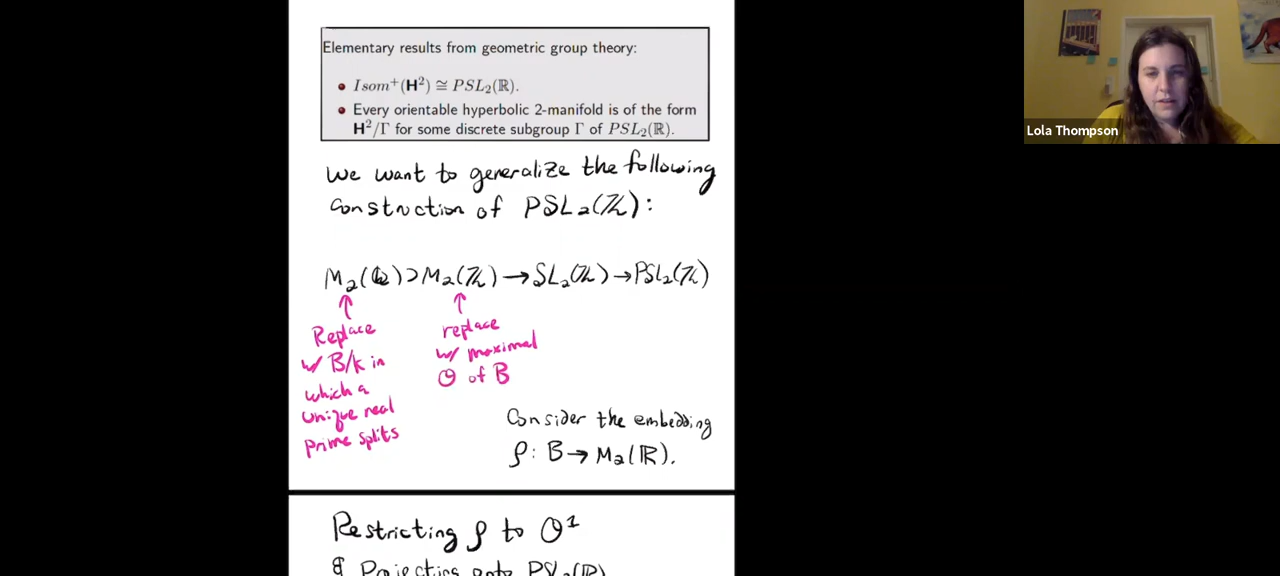 Elementary results from geometric group theory:
• Isom⁺(H²) ≅ PSL₂(ℝ).
• Every orientable hyperbolic 2-manifold is of the form
H²/Γ for some discrete subgroup Γ of PSL₂(ℝ).
Lola Thompson
We want to generalize the following
construction of PSL₂(ℤ):
M₂(ℚ) ⊃ M₂(ℤ) → SL₂(ℤ) → PSL₂(ℤ)
↑ ↑
Replace
w/ B/k in
which a
unique real
prime splits
replace
w/ maximal
𝒪 of B
Consider the embedding
ρ: B → M₂(ℝ).
Restricting ρ to 𝒪¹
& Projecting onto PSL₂(ℝ)